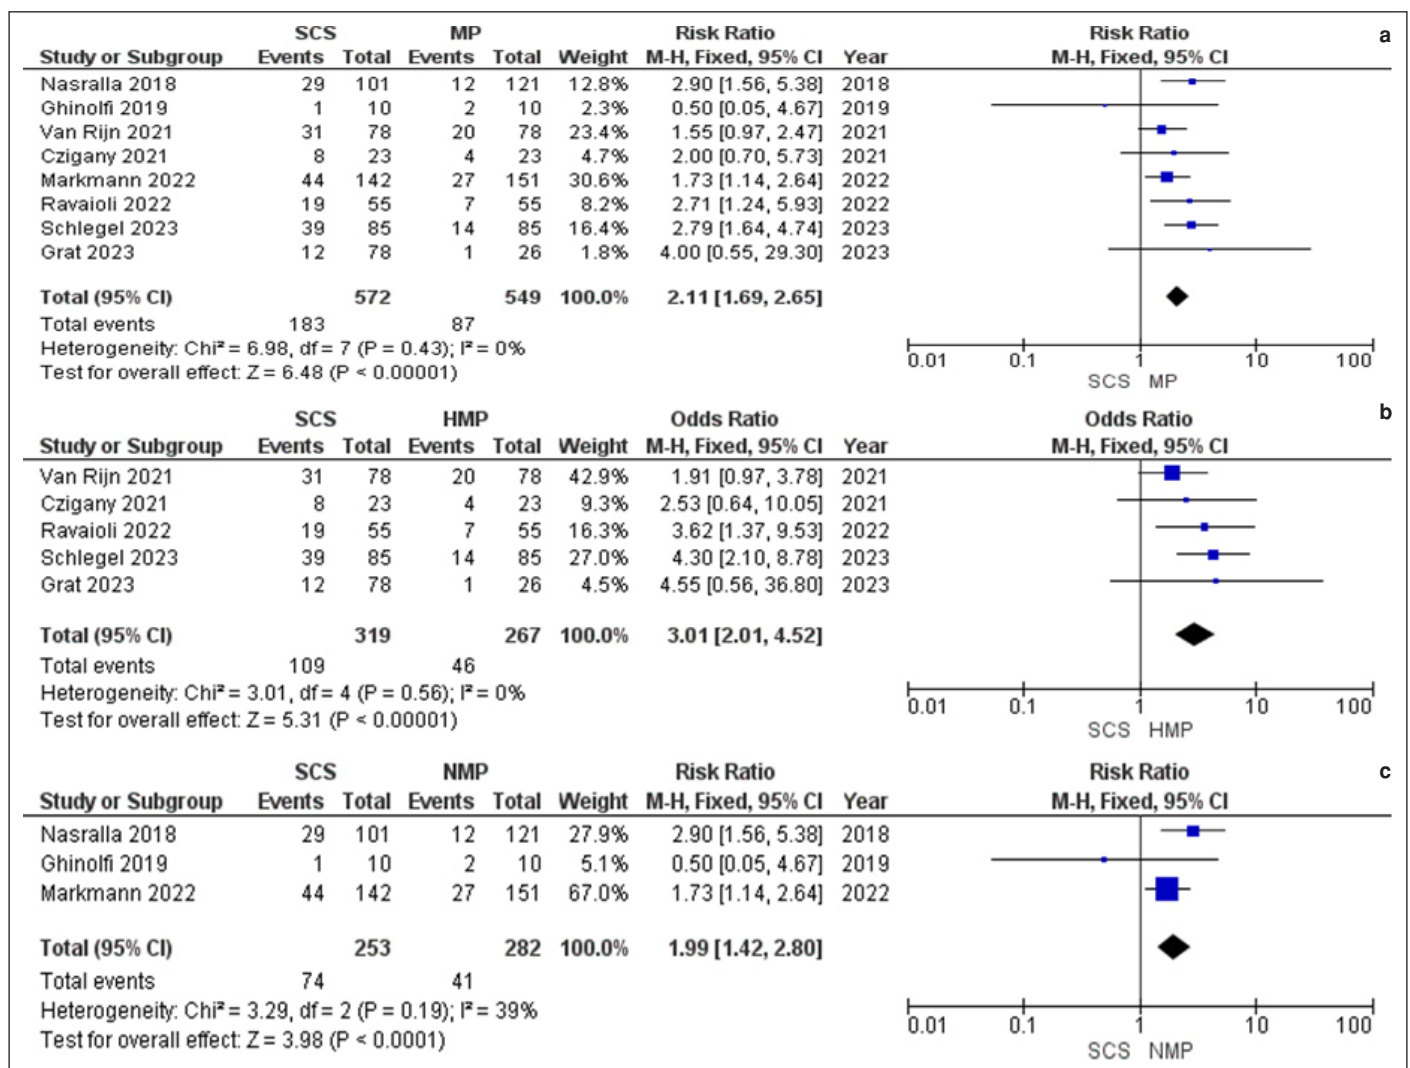 SCS MP Risk Ratio Risk Ratio a
Study or Subgroup Events Total Events Total Weight M-H, Fixed, 95% CI Year M-H, Fixed, 95% CI
Nasralla 2018 29 101 12 121 12.8% 2.90 [1.56, 5.38] 2018
Ghinolfi 2019 1 10 2 10 2.3% 0.50 [0.05, 4.67] 2019
Van Rijn 2021 31 78 20 78 23.4% 1.55 [0.97, 2.47] 2021
Czigany 2021 8 23 4 23 4.7% 2.00 [0.70, 5.73] 2021
Markmann 2022 44 142 27 151 30.6% 1.73 [1.14, 2.64] 2022
Ravaioli 2022 19 55 7 55 8.2% 2.71 [1.24, 5.93] 2022
Schlegel 2023 39 85 14 85 16.4% 2.79 [1.64, 4.74] 2023
Grat 2023 12 78 1 26 1.8% 4.00 [0.55, 29.30] 2023
Total (95% CI) 572 549 100.0% 2.11 [1.69, 2.65]
Total events 183 87
Heterogeneity: Chi² = 6.98, df = 7 (P = 0.43); I² = 0%
Test for overall effect: Z = 6.48 (P < 0.00001)
0.01 0.1 1 10 100
SCS MP
SCS HMP Odds Ratio Odds Ratio b
Study or Subgroup Events Total Events Total Weight M-H, Fixed, 95% CI Year M-H, Fixed, 95% CI
Van Rijn 2021 31 78 20 78 42.9% 1.91 [0.97, 3.78] 2021
Czigany 2021 8 23 4 23 9.3% 2.53 [0.64, 10.05] 2021
Ravaioli 2022 19 55 7 55 16.3% 3.62 [1.37, 9.53] 2022
Schlegel 2023 39 85 14 85 27.0% 4.30 [2.10, 8.78] 2023
Grat 2023 12 78 1 26 4.5% 4.55 [0.56, 36.80] 2023
Total (95% CI) 319 267 100.0% 3.01 [2.01, 4.52]
Total events 109 46
Heterogeneity: Chi² = 3.01, df = 4 (P = 0.56); I² = 0%
Test for overall effect: Z = 5.31 (P < 0.00001)
0.01 0.1 1 10 100
SCS HMP
SCS NMP Risk Ratio Risk Ratio c
Study or Subgroup Events Total Events Total Weight M-H, Fixed, 95% CI Year M-H, Fixed, 95% CI
Nasralla 2018 29 101 12 121 27.9% 2.90 [1.56, 5.38] 2018
Ghinolfi 2019 1 10 2 10 5.1% 0.50 [0.05, 4.67] 2019
Markmann 2022 44 142 27 151 67.0% 1.73 [1.14, 2.64] 2022
Total (95% CI) 253 282 100.0% 1.99 [1.42, 2.80]
Total events 74 41
Heterogeneity: Chi² = 3.29, df = 2 (P = 0.19); I² = 39%
Test for overall effect: Z = 3.98 (P < 0.0001)
0.01 0.1 1 10 100
SCS NMP